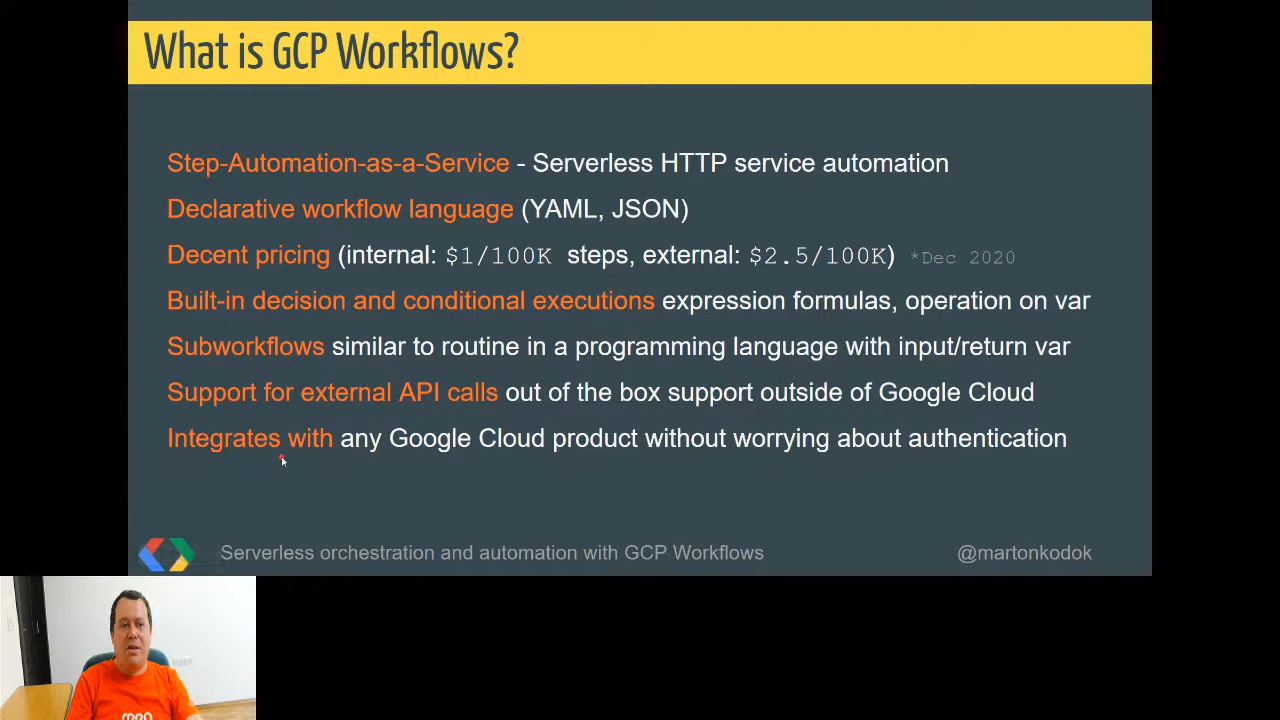 What is GCP Workflows?
Step-Automation-as-a-Service - Serverless HTTP service automation
Declarative workflow language (YAML, JSON)
Decent pricing (internal: $1/100K steps, external: $2.5/100K) *Dec 2020
Built-in decision and conditional executions expression formulas, operation on var
Subworkflows similar to routine in a programming language with input/return var
Support for external API calls out of the box support outside of Google Cloud
Integrates with any Google Cloud product without worrying about authentication
Serverless orchestration and automation with GCP Workflows
@martonkodok